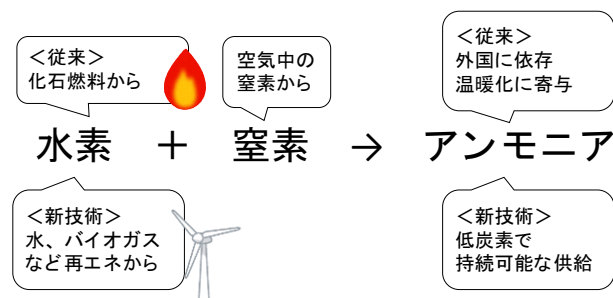 ＜従来＞
化石燃料から
空気中の
窒素から
＜従来＞
外国に依存
温暖化に寄与
水素 ＋ 窒素 → アンモニア
＜新技術＞
水、バイオガス
など再エネから
＜新技術＞
低炭素で
持続可能な供給